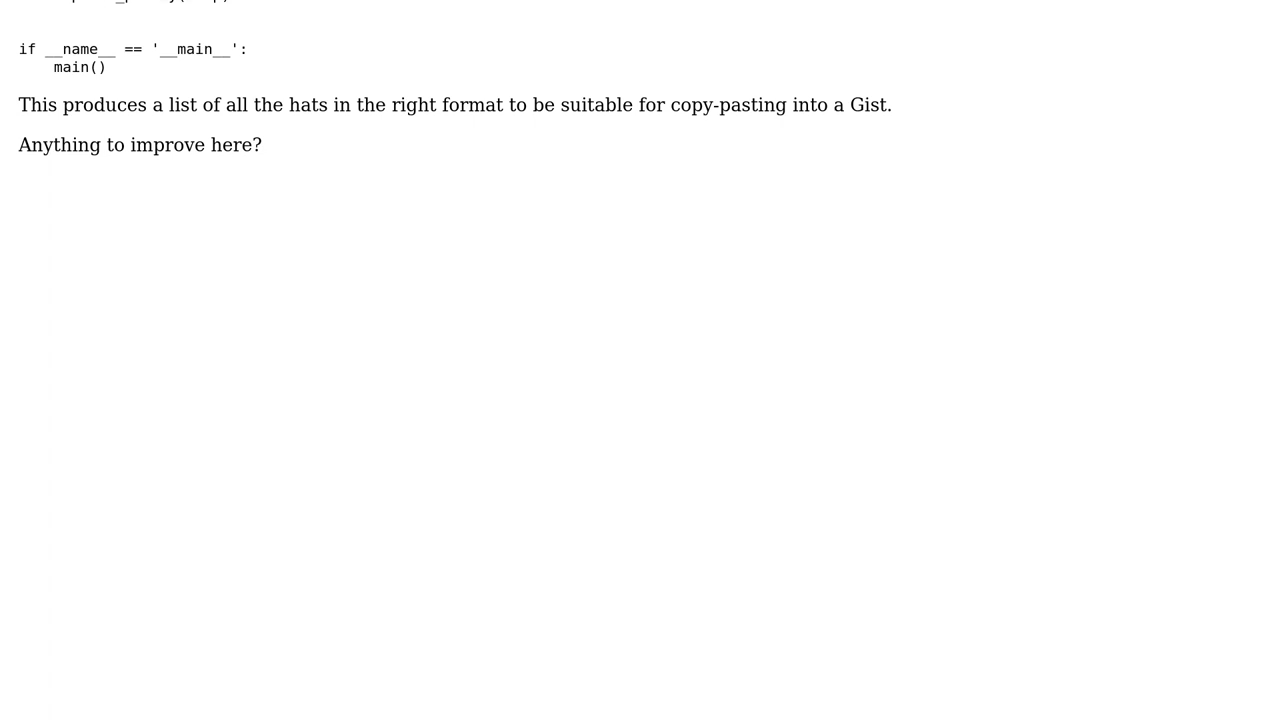 if __name__ == '__main__':
    main()
This produces a list of all the hats in the right format to be suitable for copy-pasting into a Gist.
Anything to improve here?